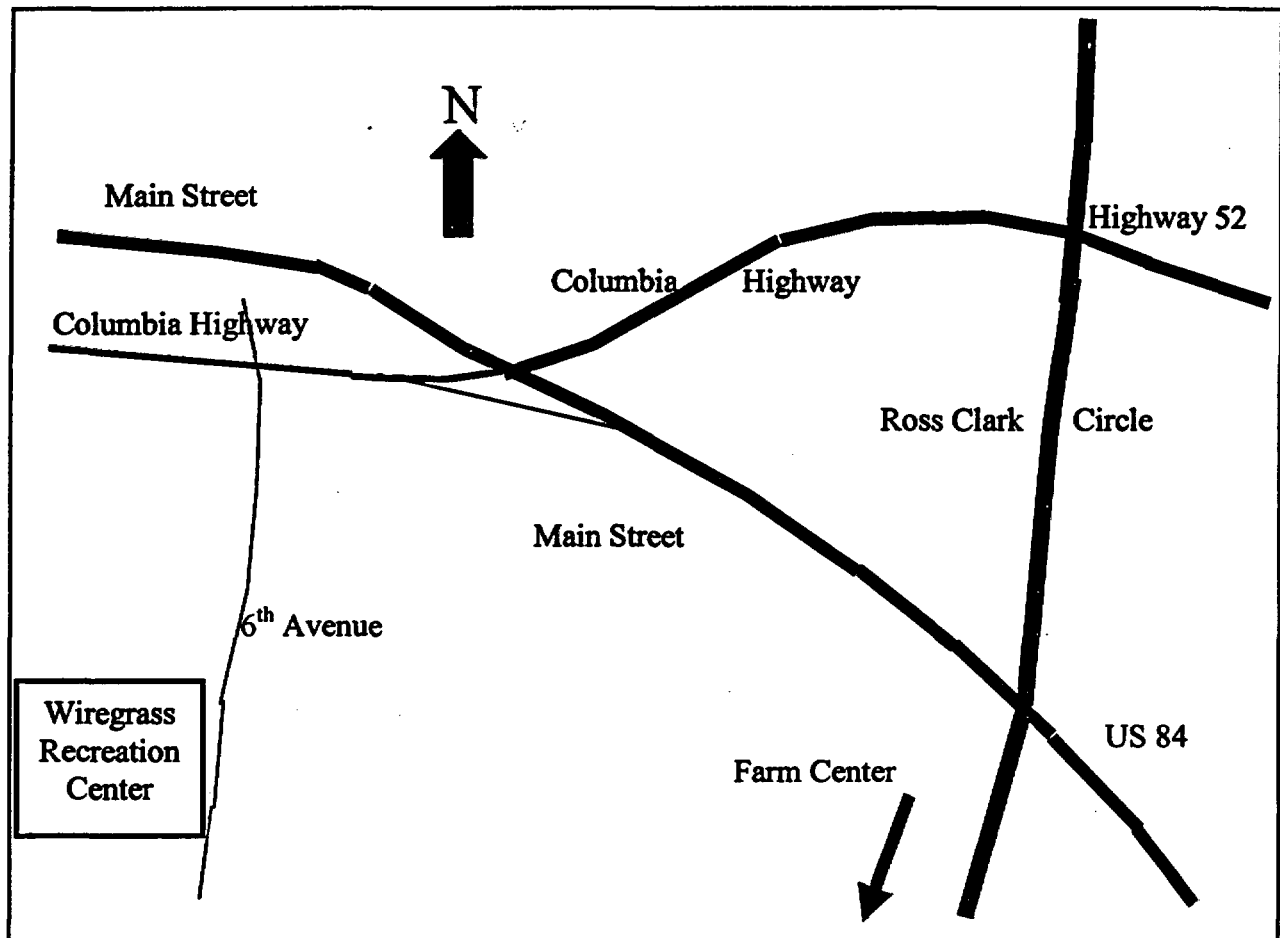 N
Main Street
Highway 52
Columbia Highway
Columbia Highway
Ross Clark Circle
Main Street
6th Avenue
Wiregrass
Recreation
Center
US 84
Farm Center